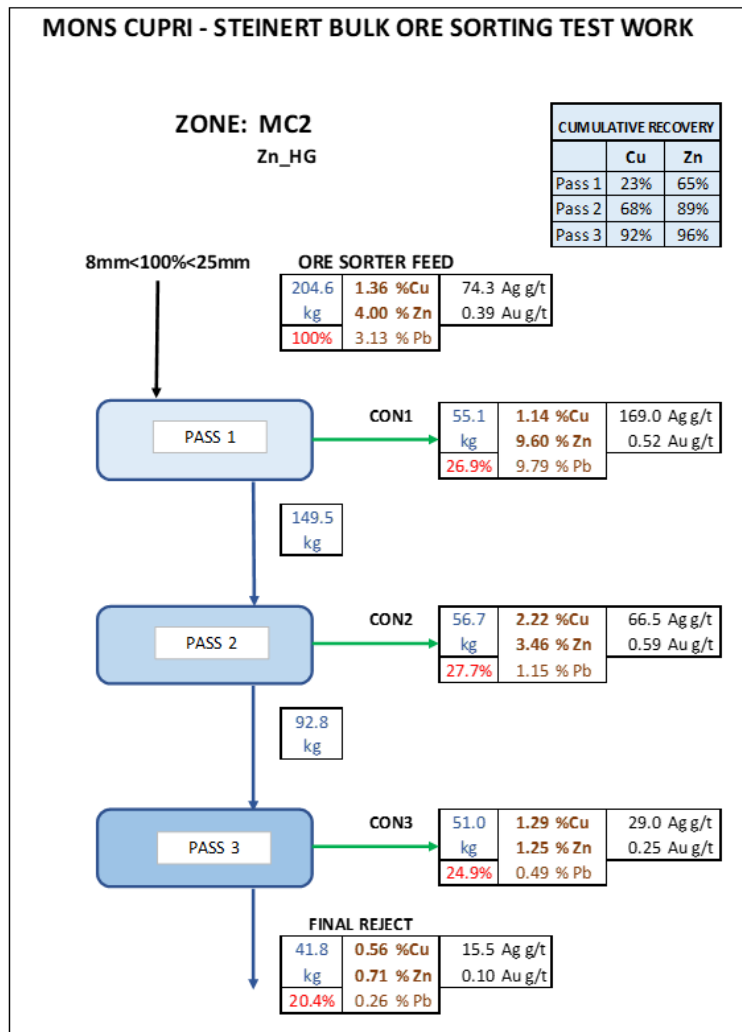 MONS CUPRI - STEINERT BULK ORE SORTING TEST WORK
ZONE: MC2
Zn_HG
CUMULATIVE RECOVERY
Cu Zn
Pass 1 23% 65%
Pass 2 68% 89%
Pass 3 92% 96%
8mm<100%<25mm ORE SORTER FEED
204.6 1.36 %Cu 74.3 Ag g/t
kg 4.00 % Zn 0.39 Au g/t
100% 3.13 % Pb
PASS 1
CON1
55.1 1.14 %Cu 169.0 Ag g/t
kg 9.60 % Zn 0.52 Au g/t
26.9% 9.79 % Pb
149.5
kg
PASS 2
CON2
56.7 2.22 %Cu 66.5 Ag g/t
kg 3.46 % Zn 0.59 Au g/t
27.7% 1.15 % Pb
92.8
kg
PASS 3
CON3
51.0 1.29 %Cu 29.0 Ag g/t
kg 1.25 % Zn 0.25 Au g/t
24.9% 0.49 % Pb
FINAL REJECT
41.8 0.56 %Cu 15.5 Ag g/t
kg 0.71 % Zn 0.10 Au g/t
20.4% 0.26 % Pb